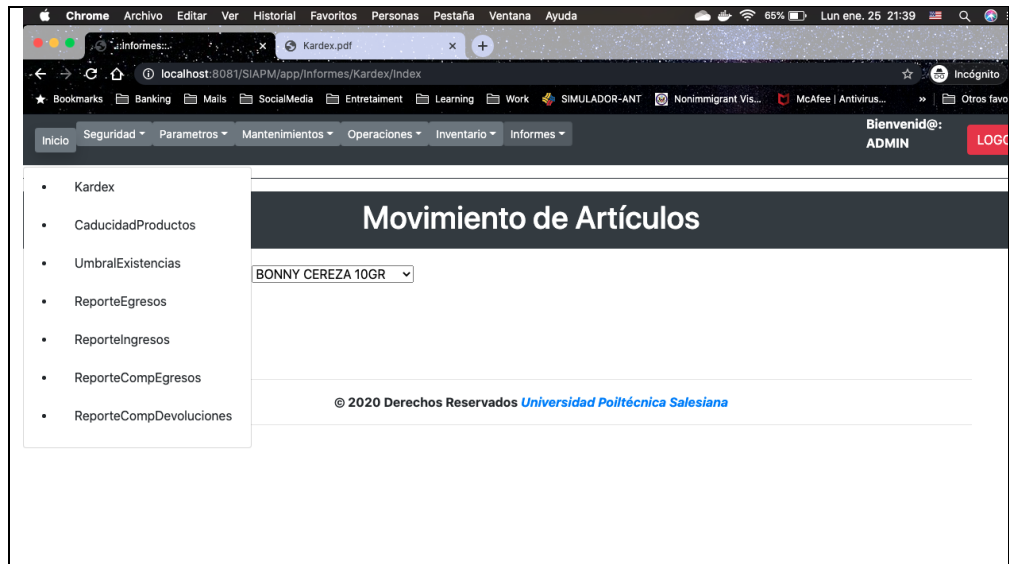 Chrome Archivo Editar Ver Historial Favoritos Personas Pestaña Ventana Ayuda 65% Lun ene. 25 21:39
.::informes::. × Kardex.pdf × +
localhost:8081/SIAPM/app/Informes/Kardex/Index Incógnito
Bookmarks Banking Mails SocialMedia Entretaiment Learning Work SIMULADOR-ANT Nonimmigrant Vis... McAfee | Antivirus... » Otros favo
Inicio Seguridad Parametros Mantenimientos Operaciones Inventario Informes Bienvenid@:
ADMIN LOGO
Kardex
CaducidadProductos
UmbralExistencias
ReporteEgresos
ReporteIngresos
ReporteCompEgresos
ReporteCompDevoluciones
Movimiento de Artículos
BONNY CEREZA 10GR
© 2020 Derechos Reservados Universidad Poiltécnica Salesiana